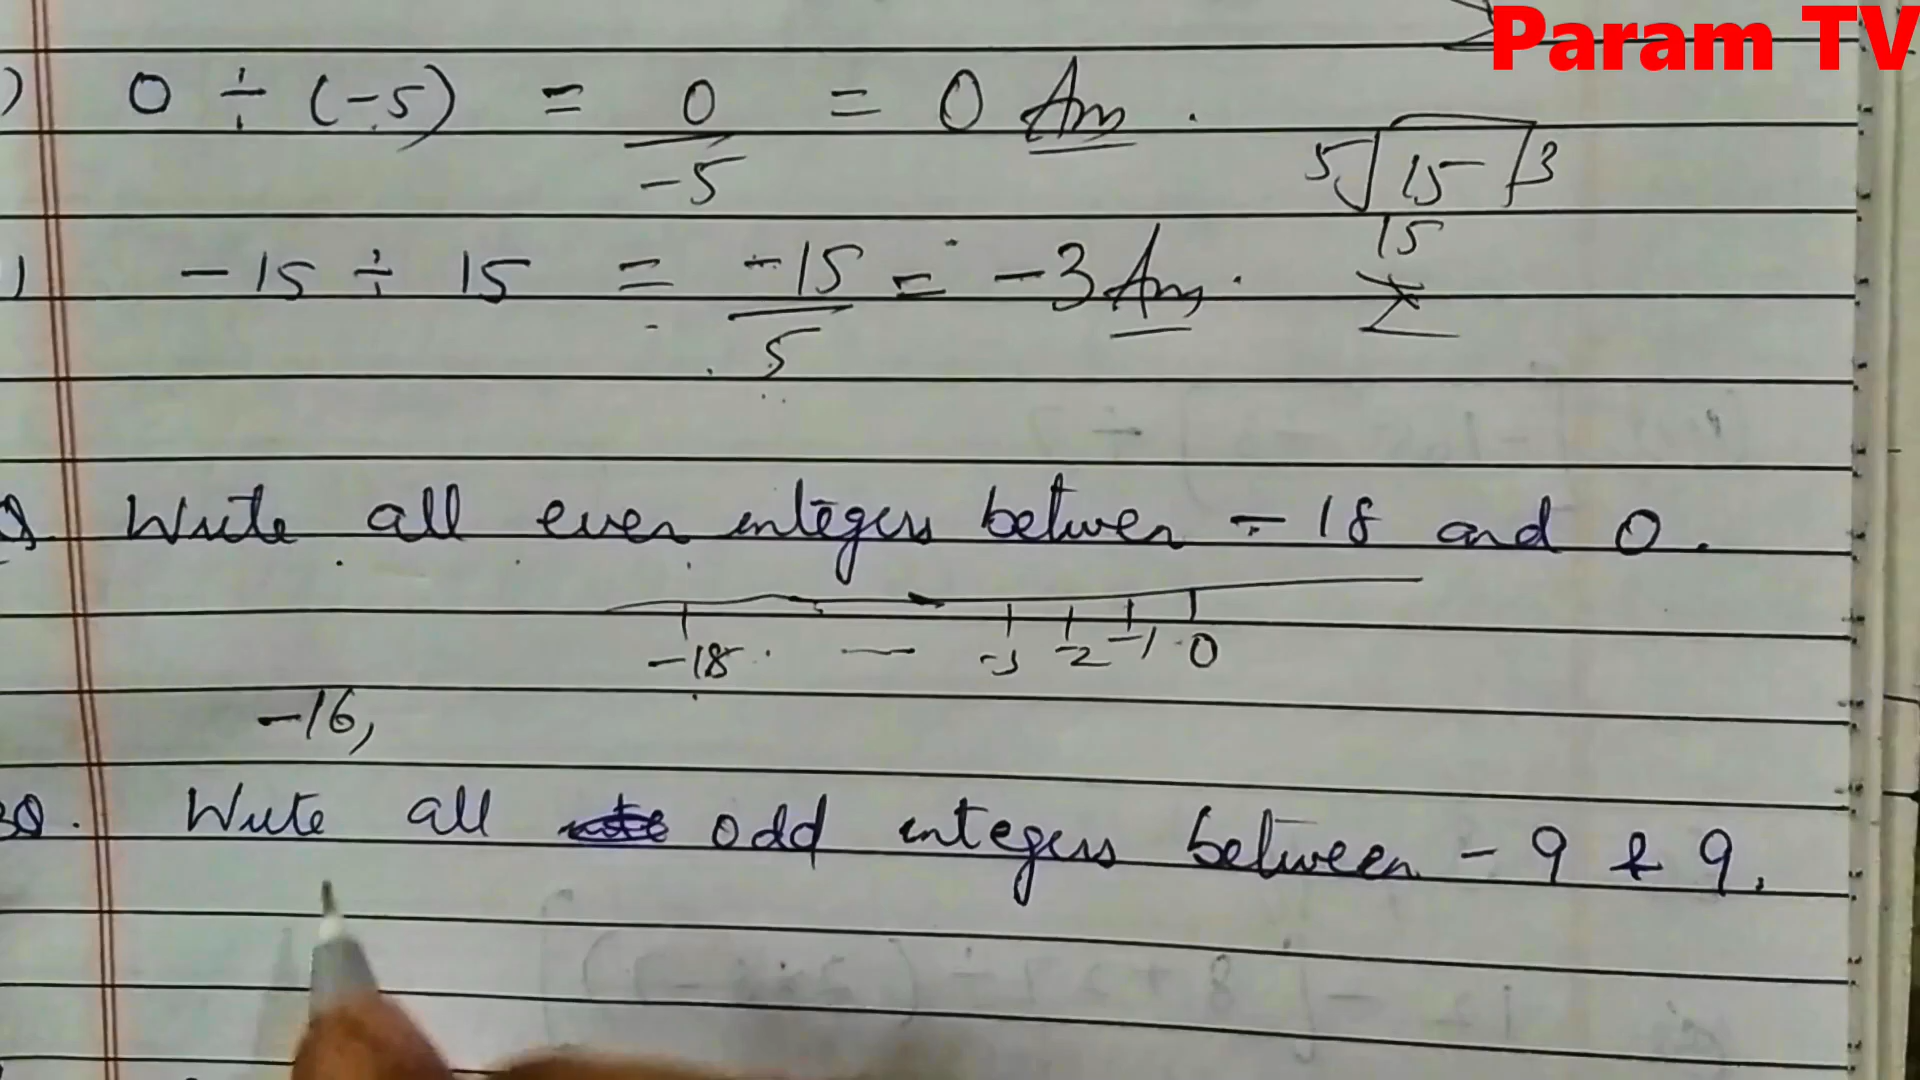 Param TV
) 0 ÷ (-5) = 0/-5 = 0 Ans.
5)15(3
15
×
) -15 ÷ 15 = -15/5 = -3 Ans.
Q Write all even integers between -18 and 0.
-18 — -3 -2 -1 0
-16,
3Q. Write all odd integers between -9 & 9.